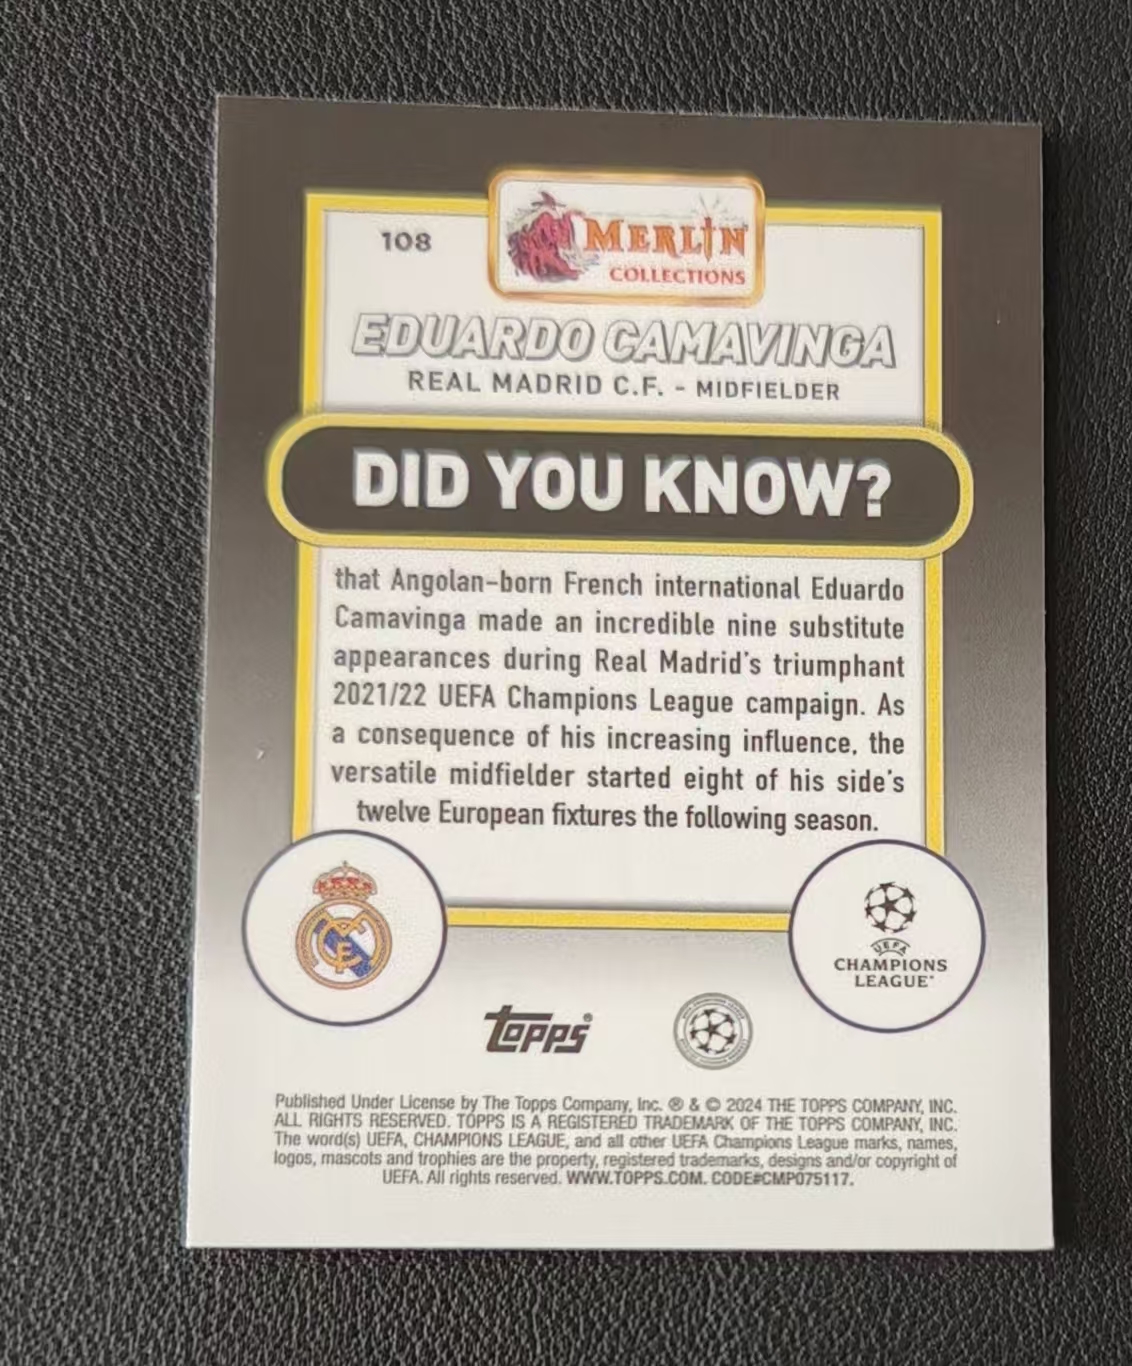 108
MERLIN
COLLECTIONS
EDUARDO CAMAVINGA
REAL MADRID C.F. - MIDFIELDER
DID YOU KNOW?
that Angolan-born French international Eduardo
Camavinga made an incredible nine substitute
appearances during Real Madrid's triumphant
2021/22 UEFA Champions League campaign. As
a consequence of his increasing influence, the
versatile midfielder started eight of his side's
twelve European fixtures the following season.
UEFA
CHAMPIONS
LEAGUE
topps®
Published Under License by The Topps Company, Inc. ® & © 2024 THE TOPPS COMPANY, INC.
ALL RIGHTS RESERVED. TOPPS IS A REGISTERED TRADEMARK OF THE TOPPS COMPANY, INC.
The word(s) UEFA, CHAMPIONS LEAGUE, and all other UEFA Champions League marks, names,
logos, mascots and trophies are the property, registered trademarks, designs and/or copyright of
UEFA. All rights reserved. WWW.TOPPS.COM. CODE#CMP075117.